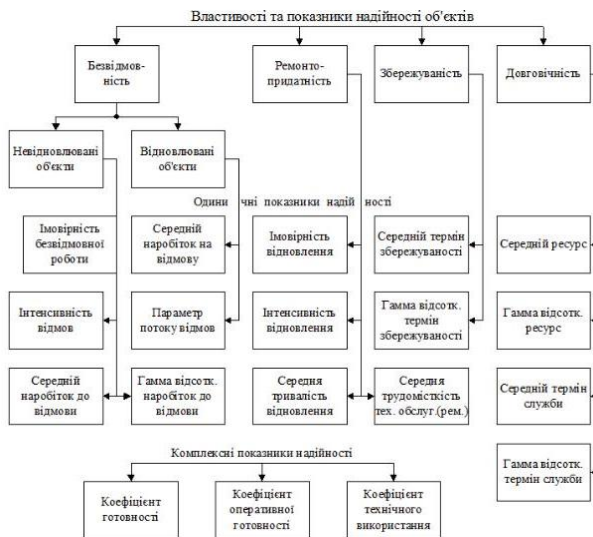 Властивості та показники надійності об'єктів
Безвідмов-
ність
Ремонто-
придатність
Збережуваність
Довговічність
Невідновлювані
об'єкти
Відновлювані
об'єкти
Одини чні показники надій ності
Імовірність
безвідмовної
роботи
Середній
наробіток на
відмову
Імовірність
відновлення
Середній термін
збережуваності
Середній ресурс
Інтенсивність
відмов
Параметр
потоку відмов
Інтенсивність
відновлення
Гамма відсотк.
термін
збережуваності
Гамма відсотк.
ресурс
Середній
наробіток до
відмови
Гамма відсотк.
наробіток до
відмови
Середня
тривалість
відновлення
Середня
трудомісткість
тех. обслуг.(рем.)
Середній термін
служби
Комплексні показники надійності
Гамма відсотк.
термін служби
Коефіцієнт
готовності
Коефіцієнт
оперативної
готовності
Коефіцієнт
технічного
використання